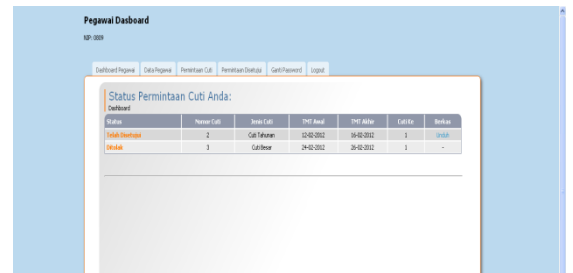 Pegawai Dasboard
NIP: 0009
Dashboard Pegawai Data Pegawai Permintaan Cuti Permintaan Disetujui Ganti Password Logout
Status Permintaan Cuti Anda:
Dashboard
Status Nomor Cuti Jenis Cuti TMT Awal TMT Akhir Cuti Ke Berkas
Telah Disetujui 2 Cuti Tahunan 12-02-2012 16-02-2012 1 Unduh
Ditolak 3 Cuti Besar 24-02-2012 26-02-2012 1 -